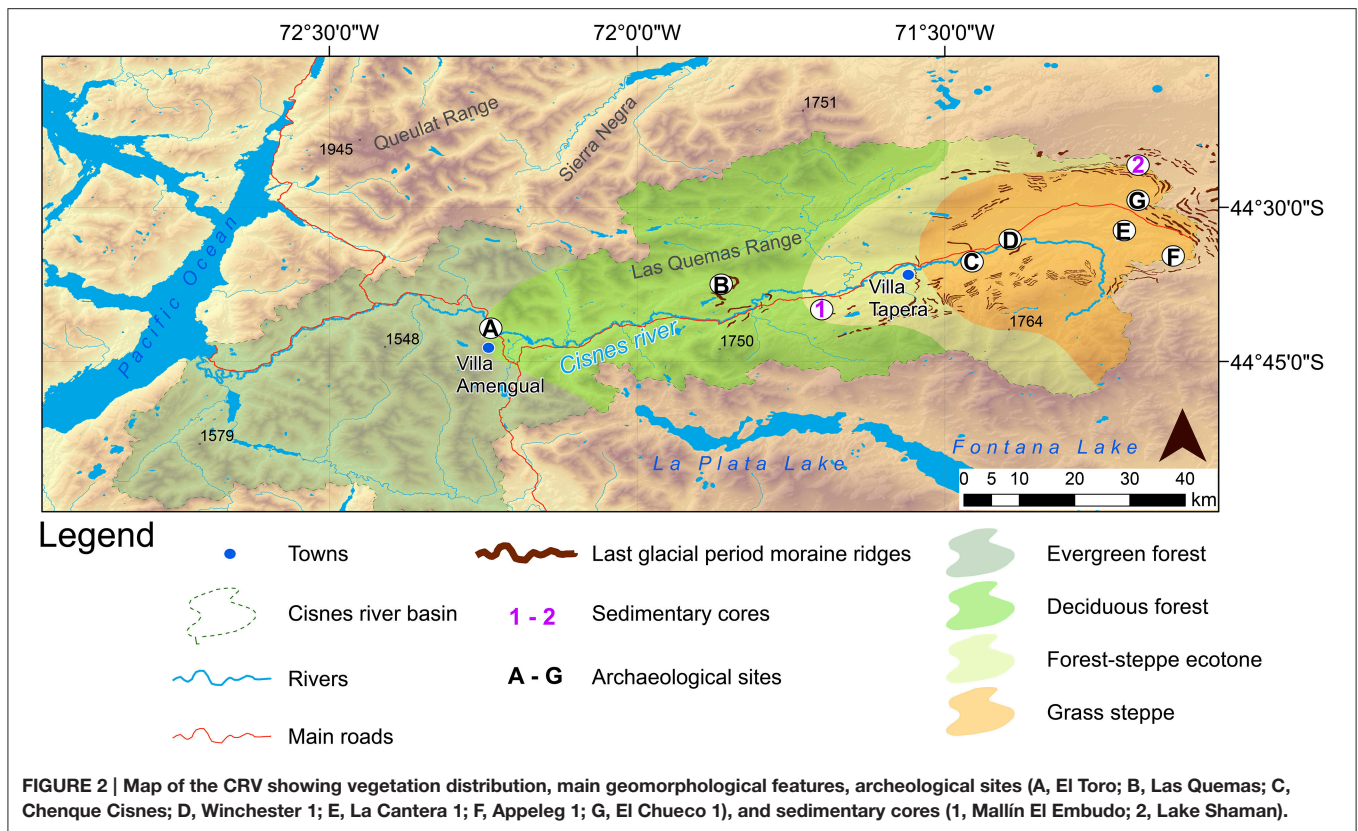 72°30'0"W 72°0'0"W 71°30'0"W
1751
Queulat Range
1945
Sierra Negra
2
G
44°30'0"S
E
D
F
C
Las Quemas Range
B
Villa
Tapera
1
Pacific Ocean
1764
A
1548
Cisnes river
1750
Villa
Amengual
44°45'0"S
1579
La Plata Lake
Fontana Lake
0 5 10 20 30 40
km
Legend
Towns
Cisnes river basin
Rivers
Main roads
Last glacial period moraine ridges
1 - 2 Sedimentary cores
A - G Archaeological sites
Evergreen forest
Deciduous forest
Forest-steppe ecotone
Grass steppe
FIGURE 2 | Map of the CRV showing vegetation distribution, main geomorphological features, archeological sites (A, El Toro; B, Las Quemas; C,
Chenque Cisnes; D, Winchester 1; E, La Cantera 1; F, Appeleg 1; G, El Chueco 1), and sedimentary cores (1, Mallín El Embudo; 2, Lake Shaman).